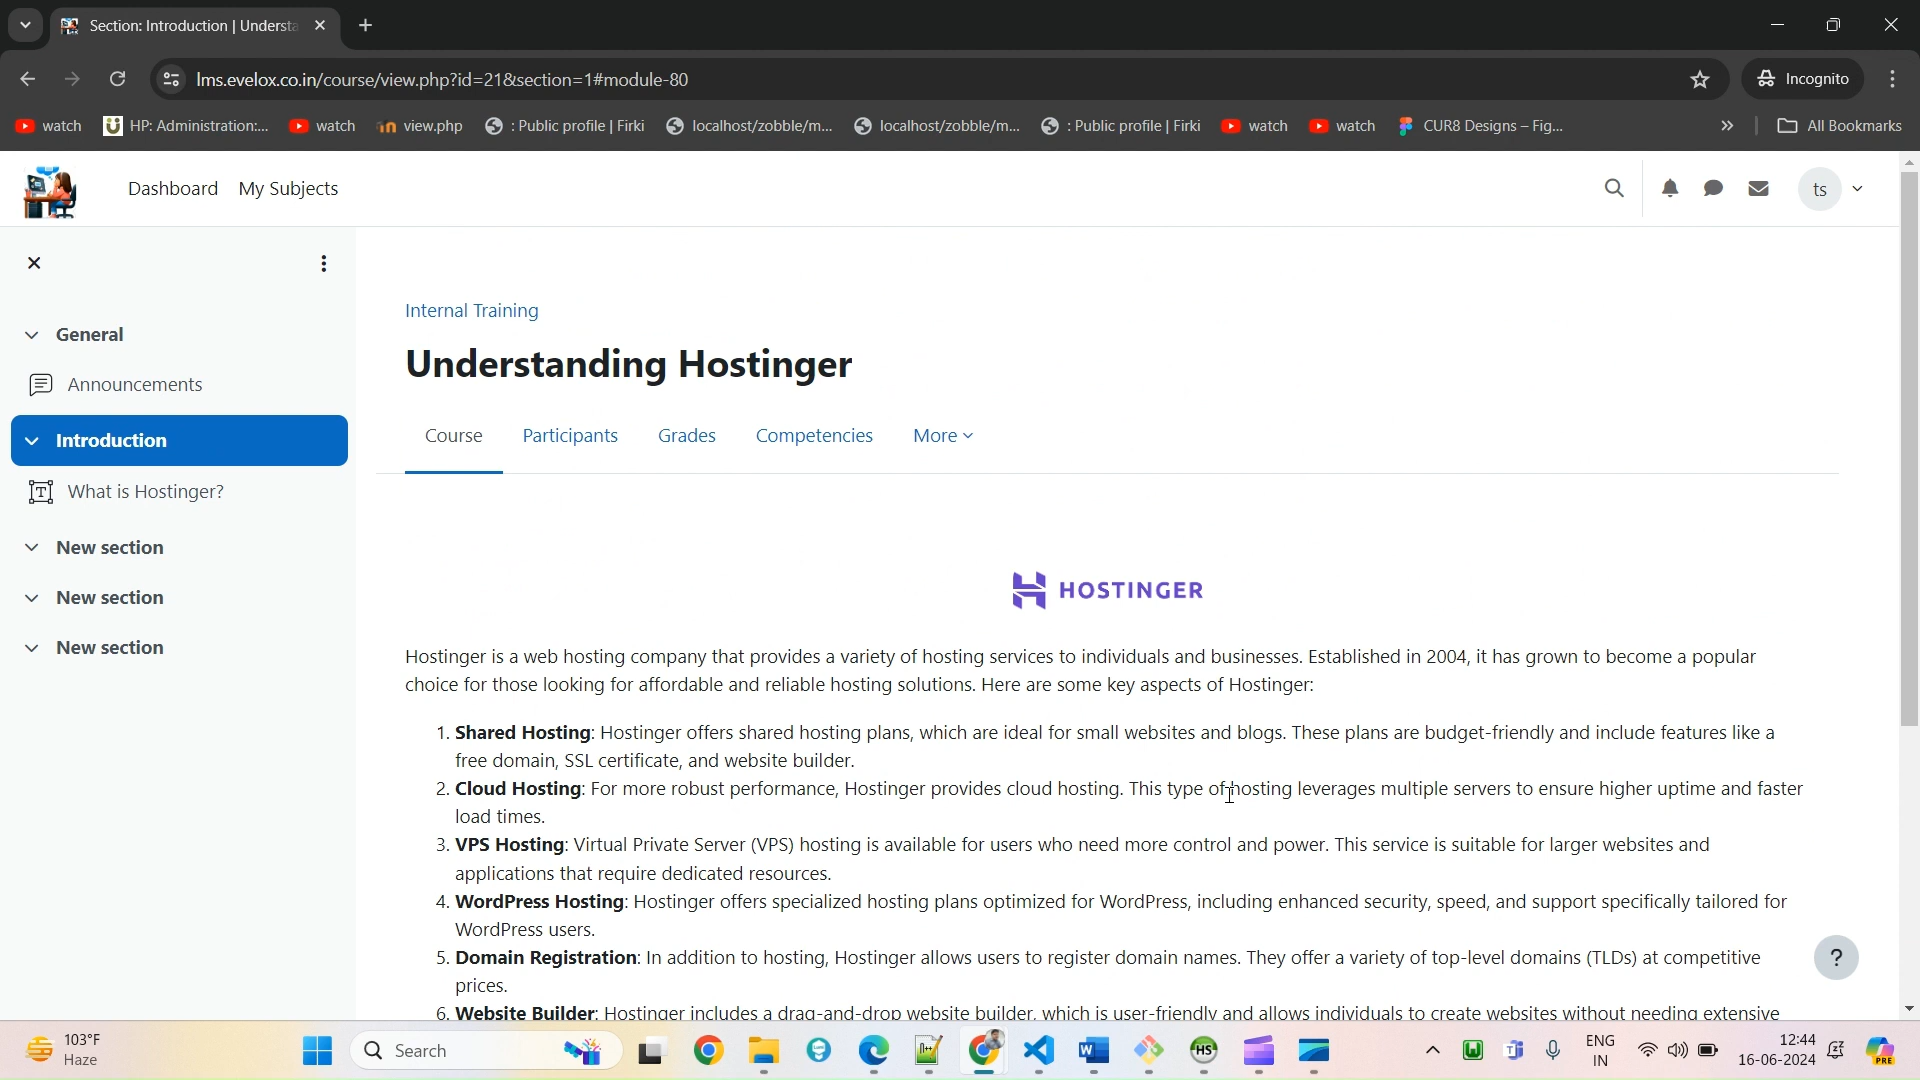 Section: Introduction | Understa
lms.evelox.co.in/course/view.php?id=21&section=1#module-80
Incognito
watch
HP: Administration:...
watch
view.php
: Public profile | Firki
localhost/zobble/m...
localhost/zobble/m...
: Public profile | Firki
watch
watch
CUR8 Designs – Fig...
All Bookmarks
Dashboard
My Subjects
ts
General
Announcements
Introduction
What is Hostinger?
New section
New section
New section
Internal Training
Understanding Hostinger
Course
Participants
Grades
Competencies
More
HOSTINGER
Hostinger is a web hosting company that provides a variety of hosting services to individuals and businesses. Established in 2004, it has grown to become a popular
choice for those looking for affordable and reliable hosting solutions. Here are some key aspects of Hostinger:
1. Shared Hosting: Hostinger offers shared hosting plans, which are ideal for small websites and blogs. These plans are budget-friendly and include features like a
free domain, SSL certificate, and website builder.
2. Cloud Hosting: For more robust performance, Hostinger provides cloud hosting. This type of hosting leverages multiple servers to ensure higher uptime and faster
load times.
3. VPS Hosting: Virtual Private Server (VPS) hosting is available for users who need more control and power. This service is suitable for larger websites and
applications that require dedicated resources.
4. WordPress Hosting: Hostinger offers specialized hosting plans optimized for WordPress, including enhanced security, speed, and support specifically tailored for
WordPress users.
5. Domain Registration: In addition to hosting, Hostinger allows users to register domain names. They offer a variety of top-level domains (TLDs) at competitive
prices.
6. Website Builder: Hostinger includes a drag-and-drop website builder, which is user-friendly and allows individuals to create websites without needing extensive
?
103°F
Haze
Search
ENG
IN
12:44
16-06-2024
PRE